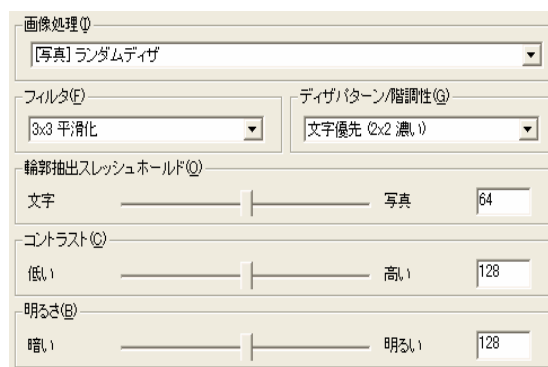 画像処理(I)
[写真] ランダムディザ
フィルタ(F)
ディザパターン/階調性(G)
3x3 平滑化
文字優先 (2x2 濃い)
輪郭抽出スレッシュホールド(O)
文字 写真 64
コントラスト(C)
低い 高い 128
明るさ(B)
暗い 明るい 128